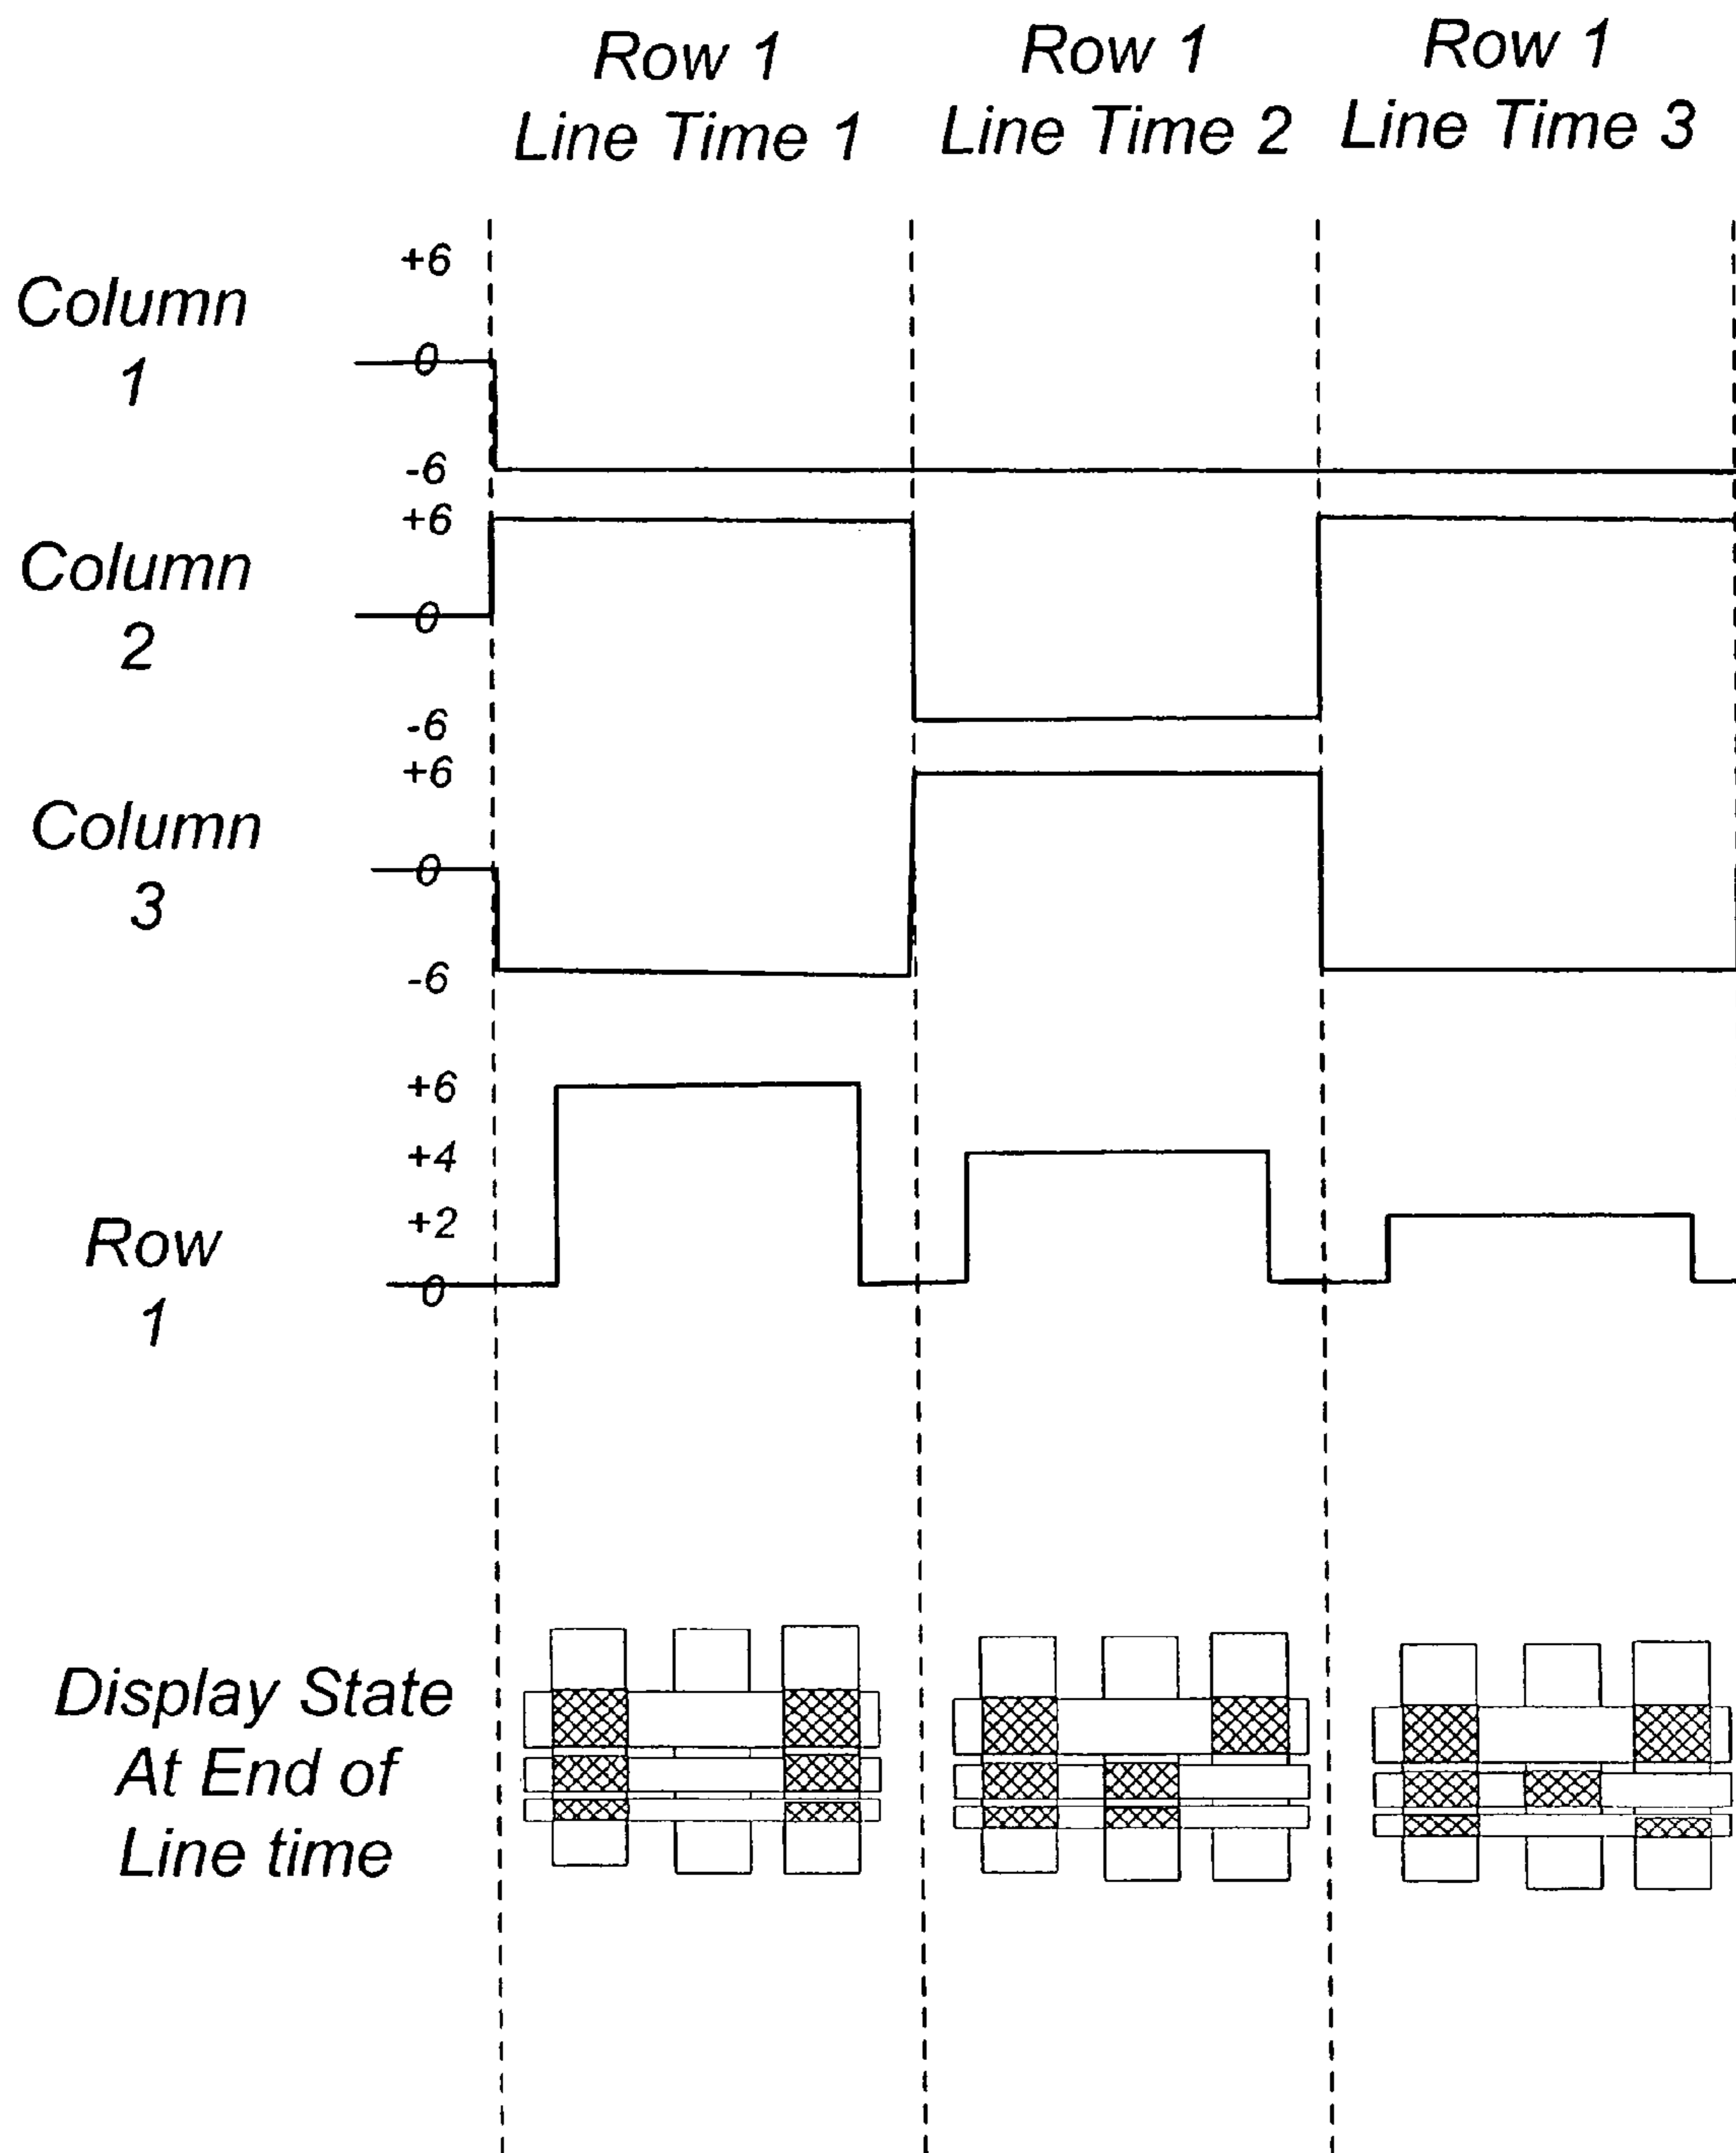 Row 1
Line Time 1
Row 1
Line Time 2
Row 1
Line Time 3
Column
1
+6
0
-6
Column
2
+6
0
-6
Column
3
+6
0
-6
Row
1
+6
+4
+2
0
Display State
At End of
Line time